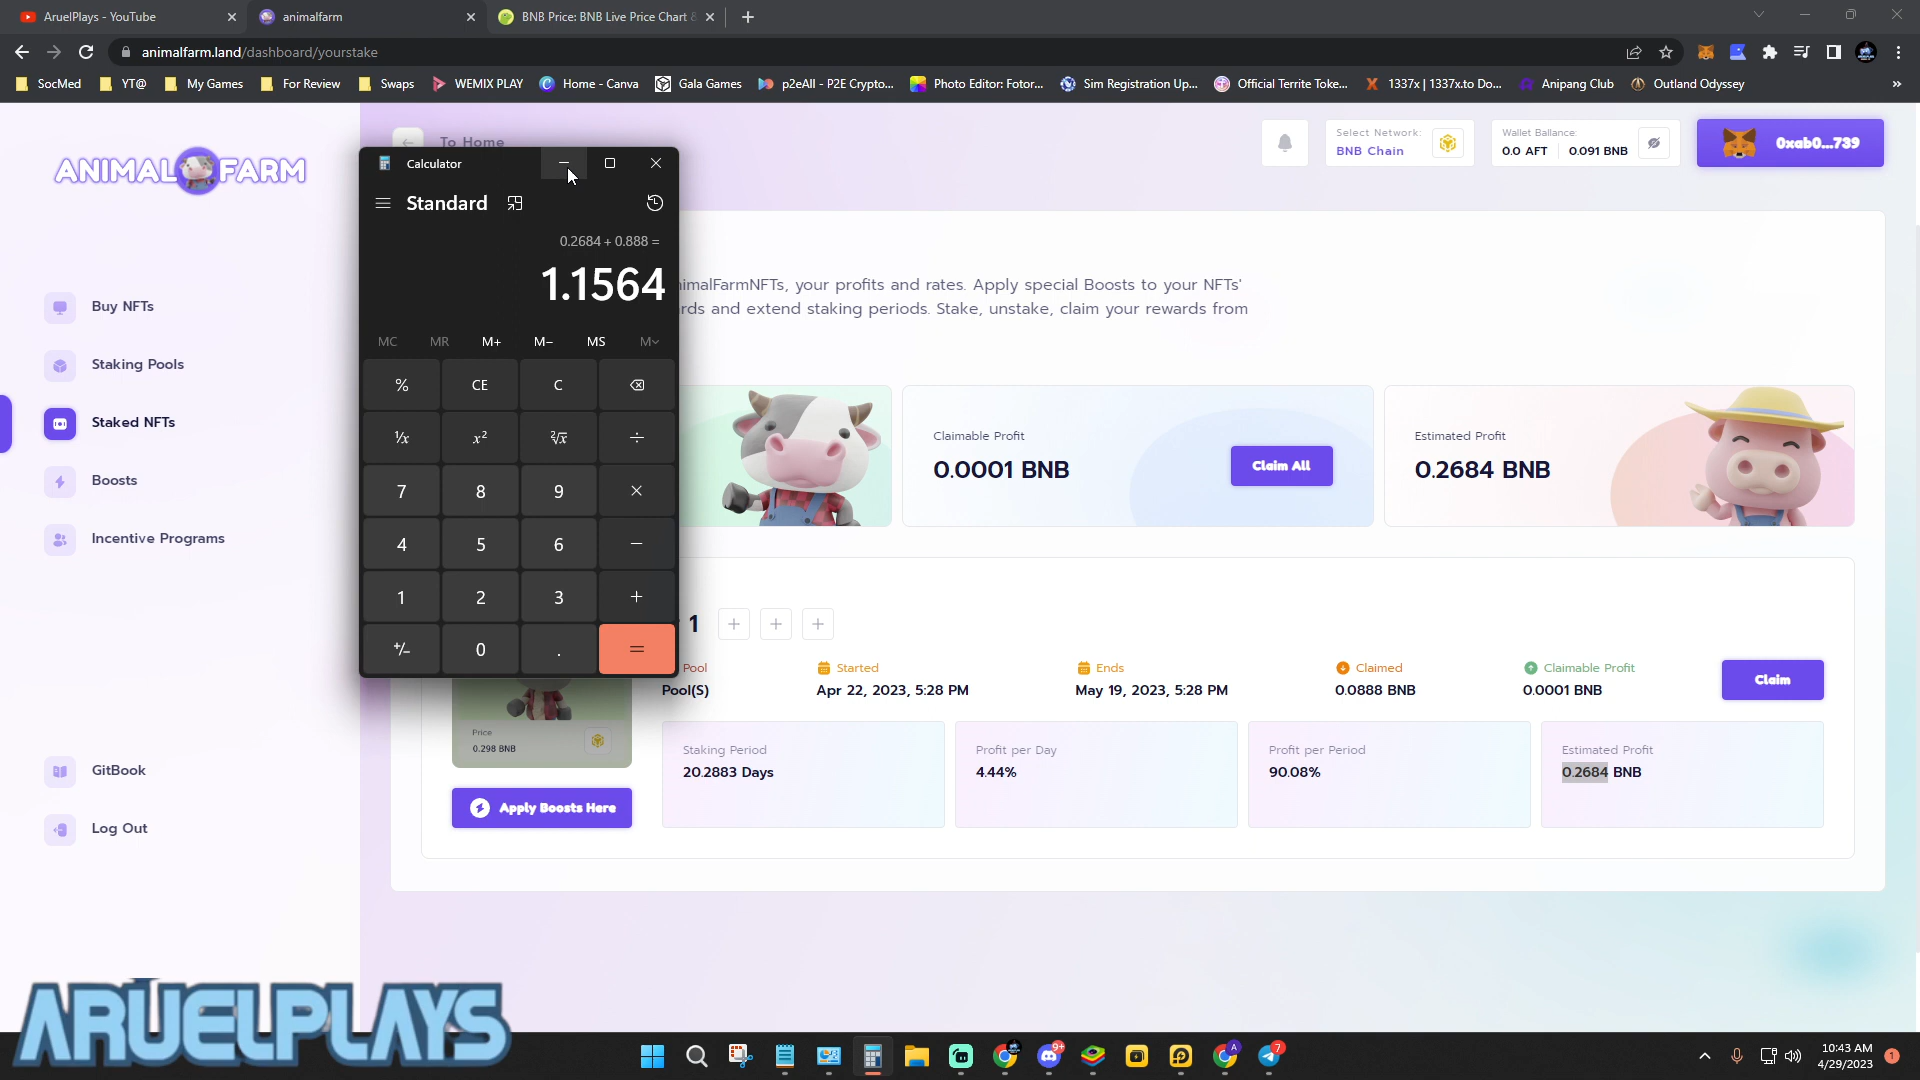 AruelPlays - YouTube
animalfarm
BNB Price: BNB Live Price Chart &
animalfarm.land/dashboard/yourstake
SocMed
YT@
My Games
For Review
Swaps
WEMIX PLAY
Home - Canva
Gala Games
p2eAll - P2E Crypto...
Photo Editor: Fotor...
Sim Registration Up...
Official Territe Toke...
1337x | 1337x.to Do...
Anipang Club
Outland Odyssey
»
ANIMAL FARM
To Home
Select Network:
BNB Chain
Wallet Ballance:
0.0 AFT
0.091 BNB
0xab0...739
Buy NFTs
Staking Pools
Staked NFTs
Boosts
Incentive Programs
GitBook
Log Out
Calculator
Standard
0.2684 + 0.888 =
1.1564
MC MR M+ M− MS M
% CE C
¹/x x² ²√x ÷
7 8 9 ×
4 5 6 −
1 2 3 +
+/− 0 . =
imalFarmNFTs, your profits and rates. Apply special Boosts to your NFTs'
rds and extend staking periods. Stake, unstake, claim your rewards from
Claimable Profit
0.0001 BNB
Claim All
Estimated Profit
0.2684 BNB
1
+ + +
Pool
Pool(S)
Started
Apr 22, 2023, 5:28 PM
Ends
May 19, 2023, 5:28 PM
Claimed
0.0888 BNB
Claimable Profit
0.0001 BNB
Claim
Price
0.298 BNB
Apply Boosts Here
Staking Period
20.2883 Days
Profit per Day
4.44%
Profit per Period
90.08%
Estimated Profit
0.2684 BNB
ARUELPLAYS
9+
A
7
10:43 AM
4/29/2023
1